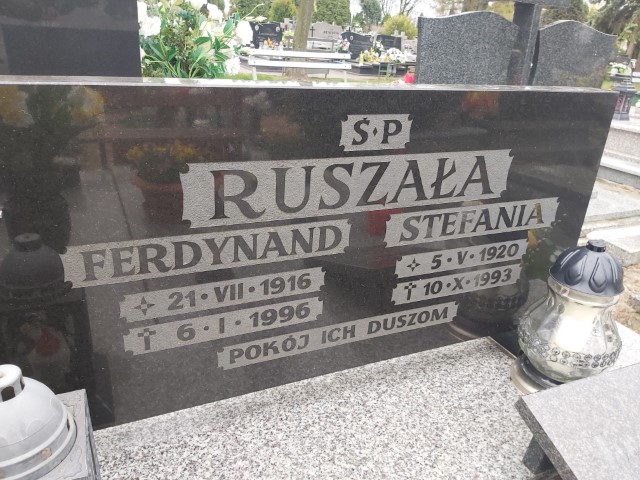 Ś·P
RUSZAŁA
FERDYNAND
21·VII·1916
6·I·1996
STEFANIA
5·V·1920
10·X·1993
POKÓJ ICH DUSZOM